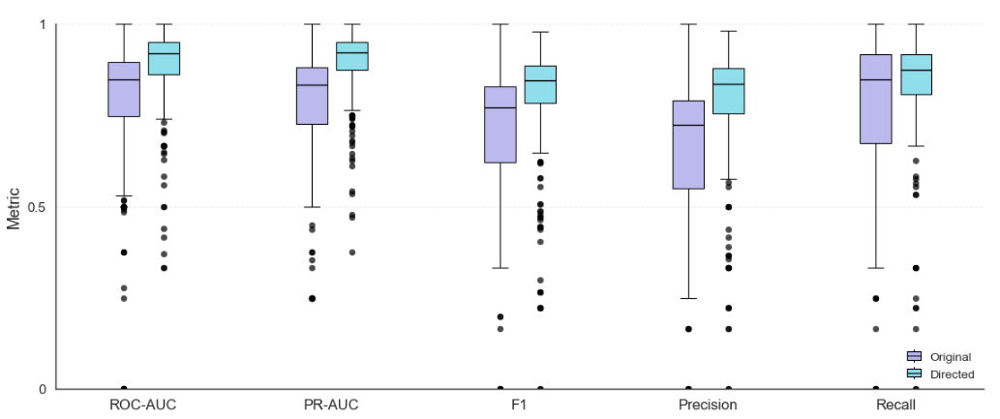 1
0.5
0
Metric
ROC-AUC
PR-AUC
F1
Precision
Recall
Original
Directed